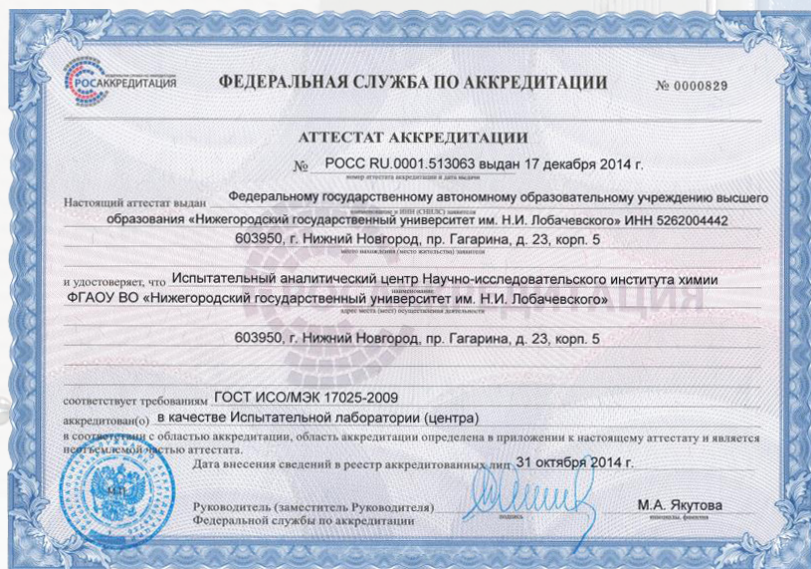 РОСАККРЕДИТАЦИЯ
ФЕДЕРАЛЬНАЯ СЛУЖБА ПО АККРЕДИТАЦИИ
№ 0000829
АТТЕСТАТ АККРЕДИТАЦИИ
№ РОСС RU.0001.513063 выдан 17 декабря 2014 г.
номер аттестата аккредитации и дата выдачи
Настоящий аттестат выдан Федеральному государственному автономному образовательному учреждению высшего
наименование и ИНН (СНИЛС) заявителя
образования «Нижегородский государственный университет им. Н.И. Лобачевского» ИНН 5262004442
603950, г. Нижний Новгород, пр. Гагарина, д. 23, корп. 5
место нахождения (место жительства) заявителя
и удостоверяет, что Испытательный аналитический центр Научно-исследовательского института химии
наименование
ФГАОУ ВО «Нижегородский государственный университет им. Н.И. Лобачевского»
адрес места (мест) осуществления деятельности
603950, г. Нижний Новгород, пр. Гагарина, д. 23, корп. 5
соответствует требованиям ГОСТ ИСО/МЭК 17025-2009
аккредитован(о) в качестве Испытательной лаборатории (центра)
в соответствии с областью аккредитации, область аккредитации определена в приложении к настоящему аттестату и является
неотъемлемой частью аттестата.
Дата внесения сведений в реестр аккредитованных лиц 31 октября 2014 г.
М.П.
Руководитель (заместитель Руководителя)
Федеральной службы по аккредитации
подпись
М.А. Якутова
инициалы, фамилия